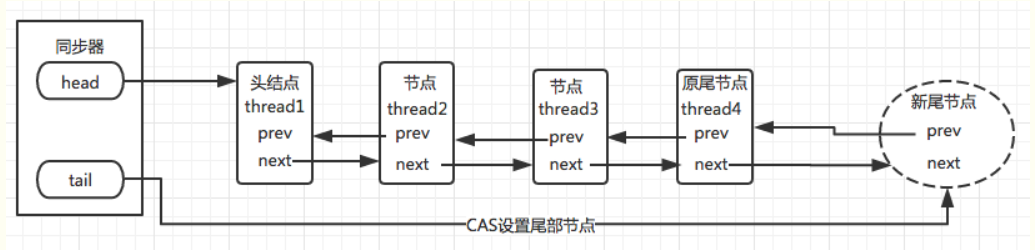 同步器
head
tail
头结点
thread1
prev
next
节点
thread2
prev
next
节点
thread3
prev
next
原尾节点
thread4
prev
next
新尾节点
prev
next
CAS设置尾部节点